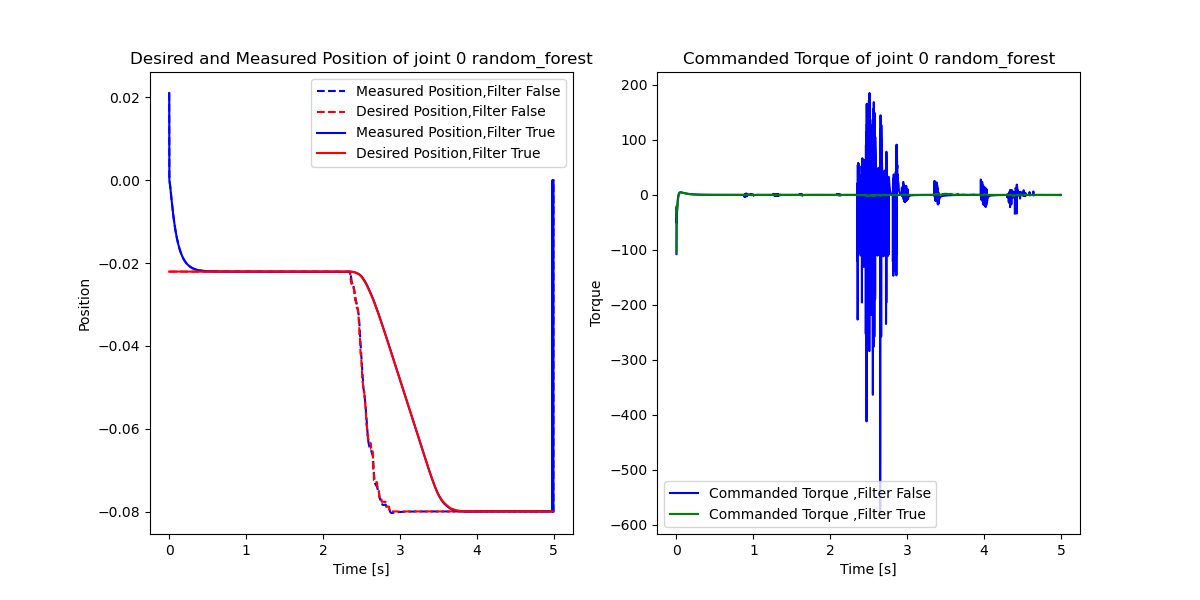 Desired and Measured Position of joint 0 random_forest
Measured Position,Filter False
Desired Position,Filter False
Measured Position,Filter True
Desired Position,Filter True
0.02
0.00
−0.02
−0.04
−0.06
−0.08
Position
0 1 2 3 4 5
Time [s]
Commanded Torque of joint 0 random_forest
200
100
0
−100
−200
−300
−400
−500
−600
Torque
Commanded Torque ,Filter False
Commanded Torque ,Filter True
0 1 2 3 4 5
Time [s]